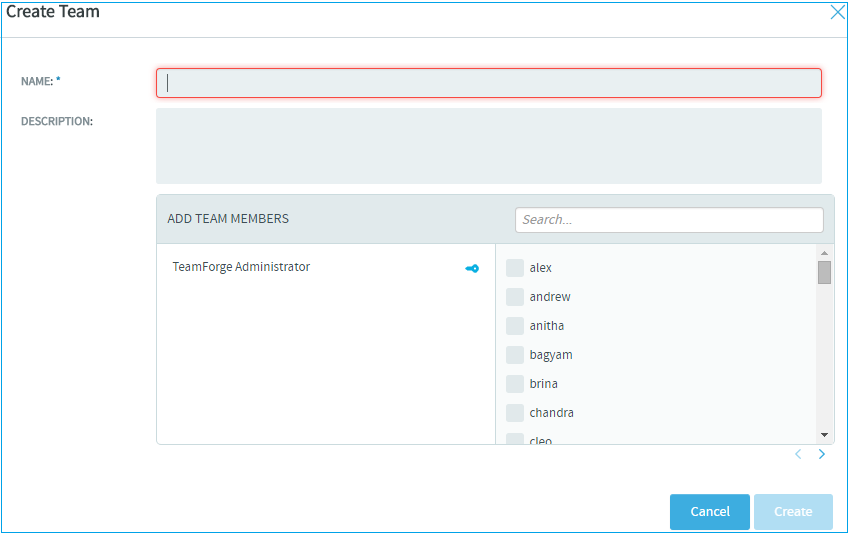 Create Team
NAME: *
DESCRIPTION:
ADD TEAM MEMBERS
Search...
TeamForge Administrator
alex
andrew
anitha
bagyam
brina
chandra
cleo
Cancel
Create